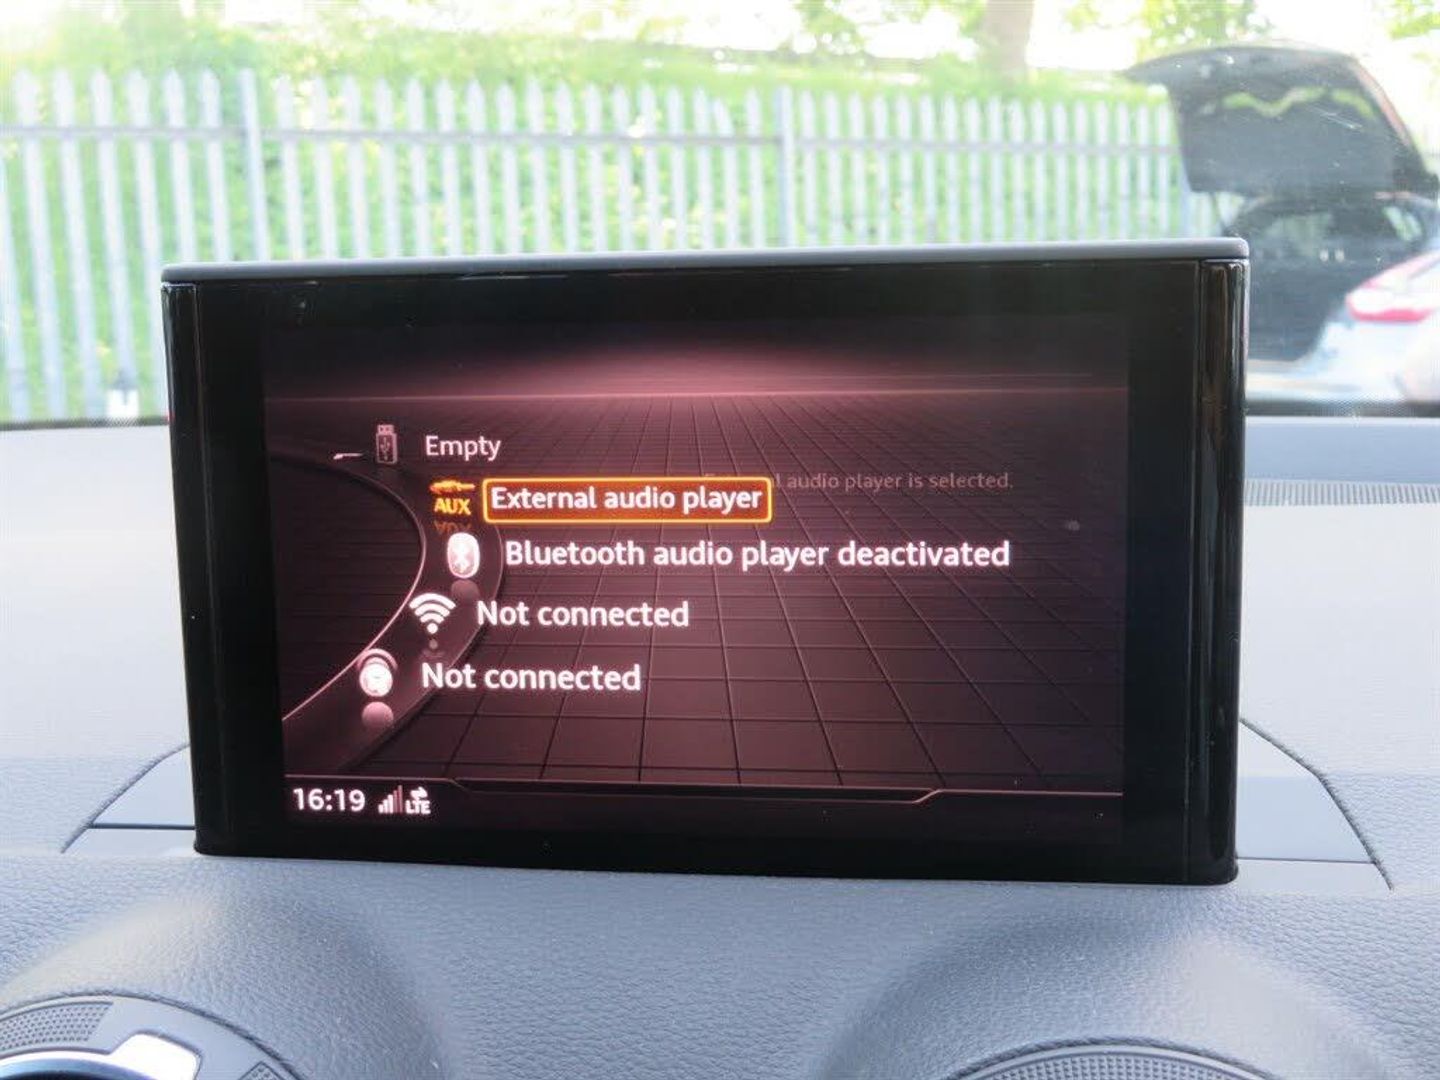 Empty
AUX External audio player
audio player is selected.
Bluetooth audio player deactivated
Not connected
Not connected
16:19 LTE